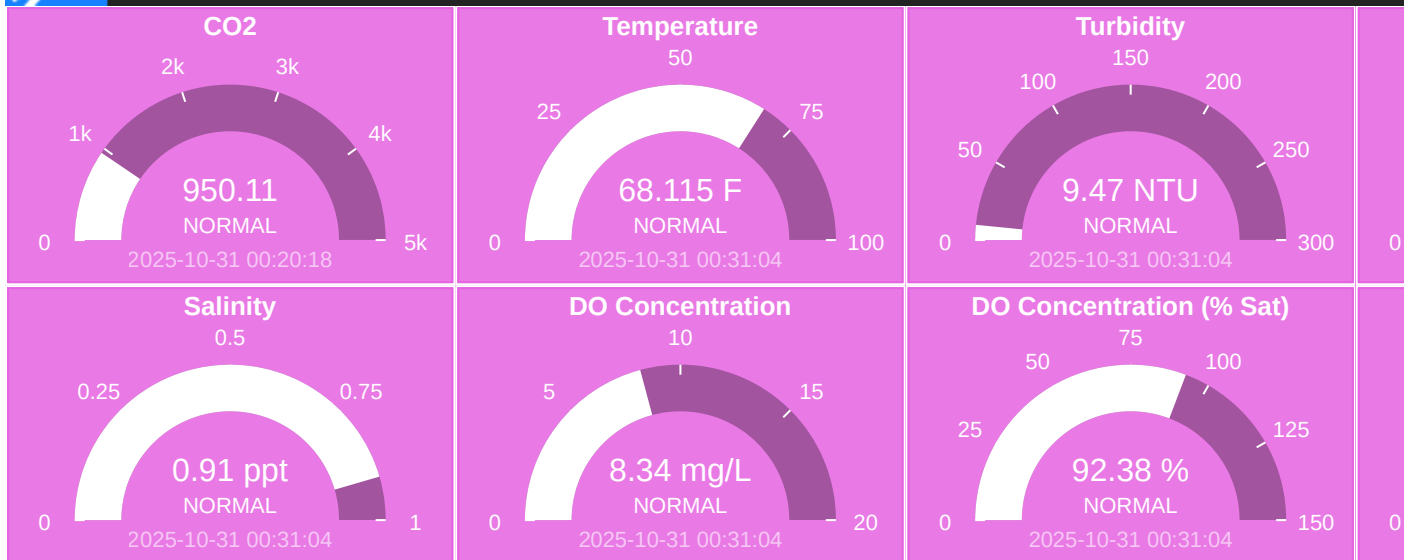 CO2
0
1k
2k
3k
4k
5k
950.11
NORMAL
2025-10-31 00:20:18
Temperature
0
25
50
75
100
68.115 F
NORMAL
2025-10-31 00:31:04
Turbidity
0
50
100
150
200
250
300
9.47 NTU
NORMAL
2025-10-31 00:31:04
0
Salinity
0
0.25
0.5
0.75
1
0.91 ppt
NORMAL
2025-10-31 00:31:04
DO Concentration
0
5
10
15
20
8.34 mg/L
NORMAL
2025-10-31 00:31:04
DO Concentration (% Sat)
0
25
50
75
100
125
150
92.38 %
NORMAL
2025-10-31 00:31:04
0